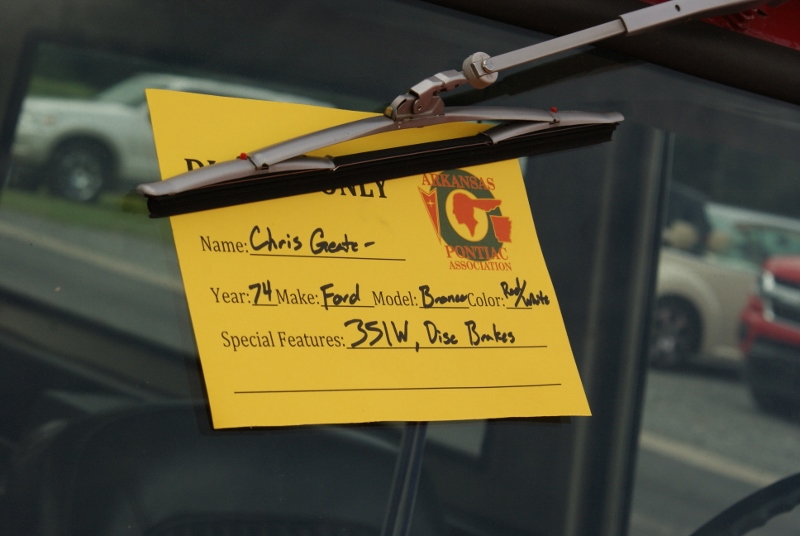 ONLY
ARKANSAS
PONTIAC
ASSOCIATION
Name: Chris
Year: 74 Make: Ford Model: Bronco Color: Red/White
Special Features: 351W, Disc Brakes